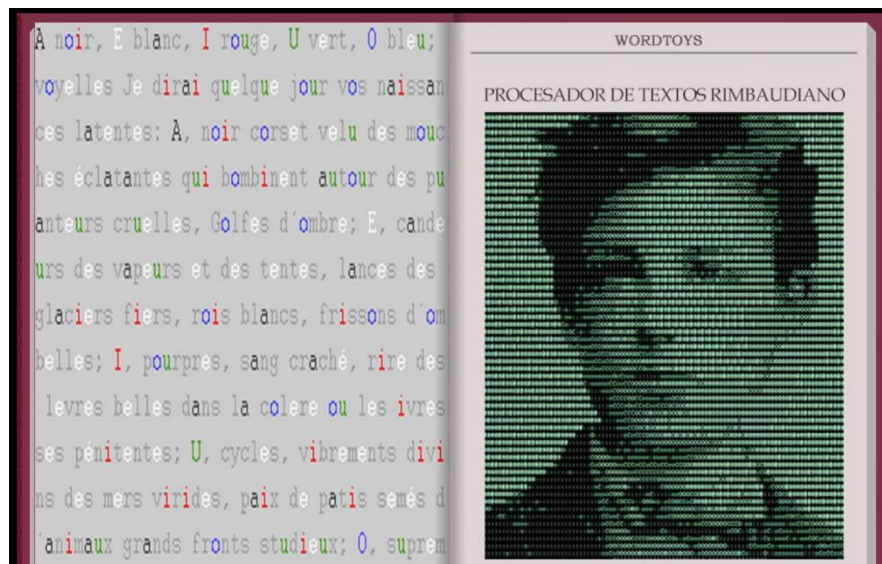 A noir, E blanc, I rouge, U vert, O bleu;
voyelles Je dirai quelque jour vos naissan
ces latentes: A, noir corset velu des mouc
hes éclatantes qui bombinent autour des pu
anteurs cruelles, Golfes d´ombre; E, cande
urs des vapeurs et des tentes, lances des
glaciers fiers, rois blancs, frissons d´om
belles; I, pourpres, sang craché, rire des
levres belles dans la colere ou les ivres
ses pénitentes; U, cycles, vibrements divi
ns des mers virides, paix de patis semés d
´animaux grands fronts studieux; O, suprem
WORDTOYS
PROCESADOR DE TEXTOS RIMBAUDIANO